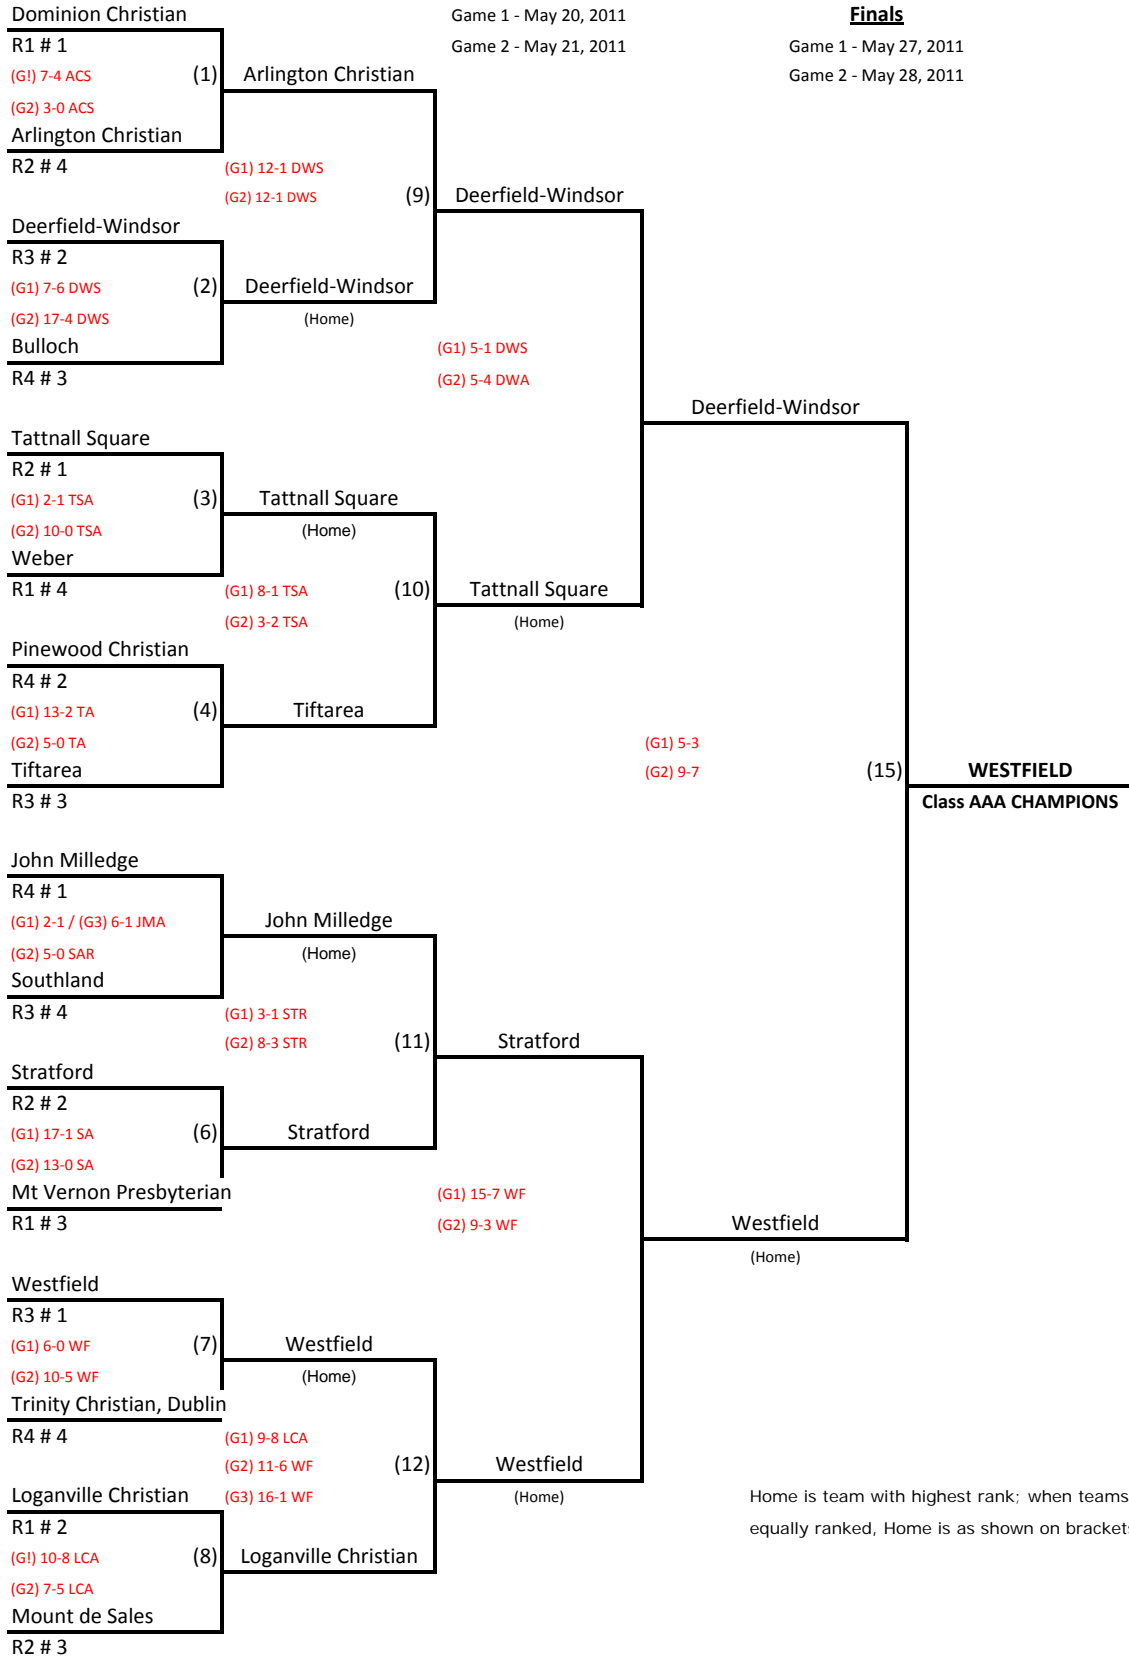 Dominion Christian
Game 1 - May 20, 2011
Finals
R1 # 1
Game 2 - May 21, 2011
Game 1 - May 27, 2011
(G!) 7-4 ACS
(1)
Arlington Christian
Game 2 - May 28, 2011
(G2) 3-0 ACS
Arlington Christian
R2 # 4
(G1) 12-1 DWS
(G2) 12-1 DWS
(9)
Deerfield-Windsor
Deerfield-Windsor
R3 # 2
(G1) 7-6 DWS
(2)
Deerfield-Windsor
(G2) 17-4 DWS
(Home)
Bulloch
(G1) 5-1 DWS
R4 # 3
(G2) 5-4 DWA
Deerfield-Windsor
Tattnall Square
R2 # 1
(G1) 2-1 TSA
(3)
Tattnall Square
(G2) 10-0 TSA
(Home)
Weber
R1 # 4
(G1) 8-1 TSA
(10)
Tattnall Square
(G2) 3-2 TSA
(Home)
Pinewood Christian
R4 # 2
(G1) 13-2 TA
(4)
Tiftarea
(G2) 5-0 TA
(G1) 5-3
Tiftarea
(G2) 9-7
(15)
WESTFIELD
R3 # 3
Class AAA CHAMPIONS
John Milledge
R4 # 1
(G1) 2-1 / (G3) 6-1 JMA
John Milledge
(G2) 5-0 SAR
(Home)
Southland
R3 # 4
(G1) 3-1 STR
(G2) 8-3 STR
(11)
Stratford
Stratford
R2 # 2
(G1) 17-1 SA
(6)
Stratford
(G2) 13-0 SA
Mt Vernon Presbyterian
(G1) 15-7 WF
R1 # 3
(G2) 9-3 WF
Westfield
(Home)
Westfield
R3 # 1
(G1) 6-0 WF
(7)
Westfield
(G2) 10-5 WF
(Home)
Trinity Christian, Dublin
R4 # 4
(G1) 9-8 LCA
(G2) 11-6 WF
(12)
Westfield
Loganville Christian
(G3) 16-1 WF
(Home)
Home is team with highest rank; when teams
R1 # 2
equally ranked, Home is as shown on brackets
(G!) 10-8 LCA
(8)
Loganville Christian
(G2) 7-5 LCA
Mount de Sales
R2 # 3